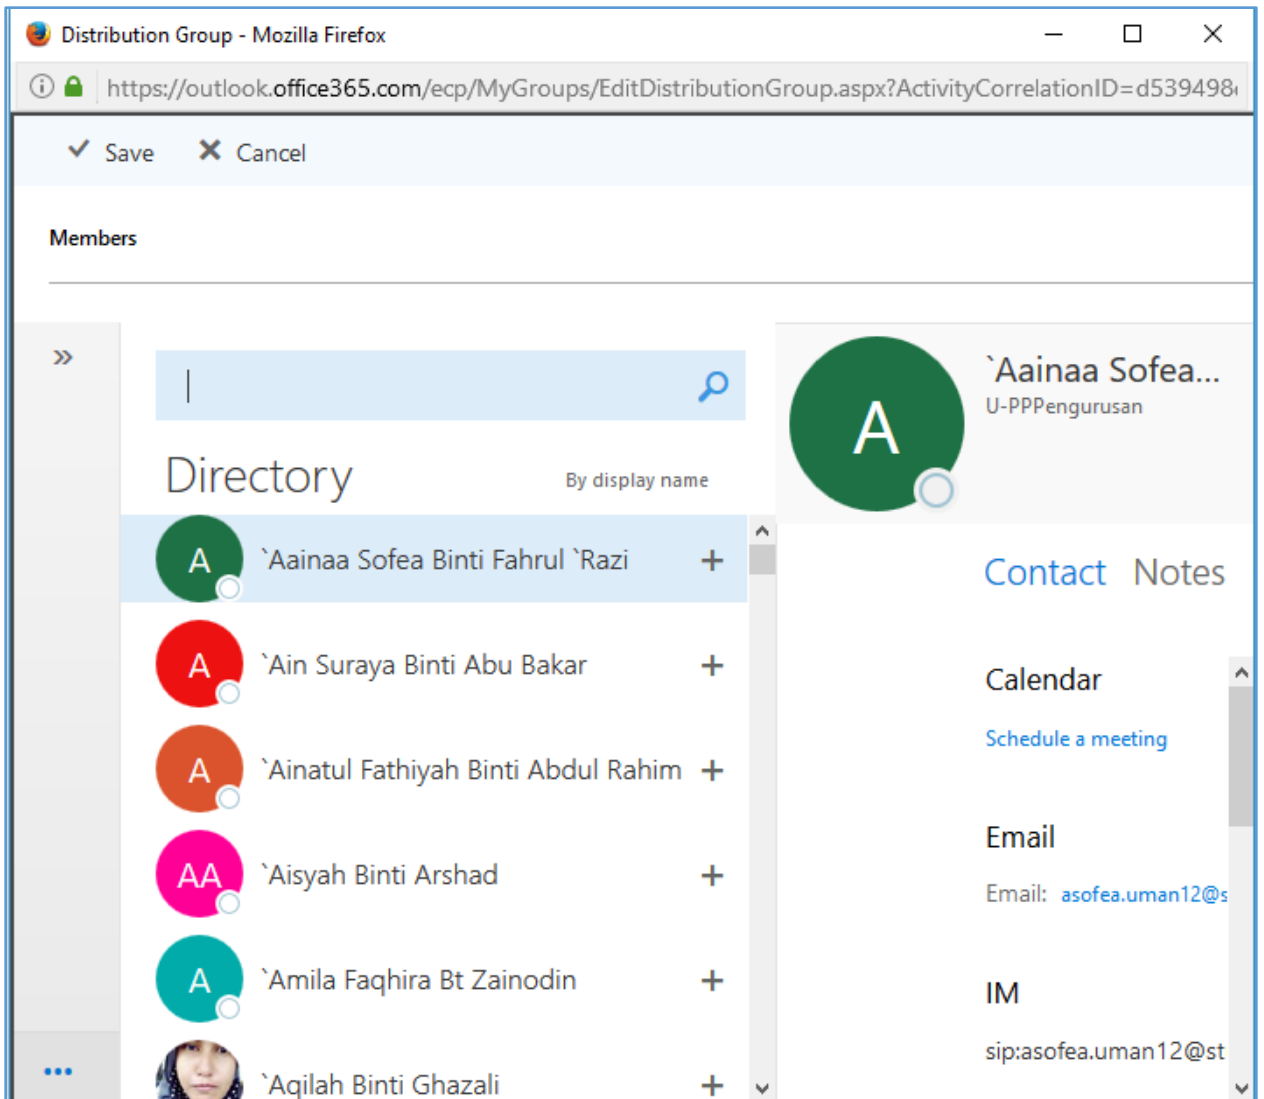 Distribution Group - Mozilla Firefox
https://outlook.office365.com/ecp/MyGroups/EditDistributionGroup.aspx?ActivityCorrelationID=d539498
Save Cancel
Members
Directory
By display name
A
`Aainaa Sofea Binti Fahrul `Razi
A
`Ain Suraya Binti Abu Bakar
A
`Ainatul Fathiyah Binti Abdul Rahim
AA
`Aisyah Binti Arshad
A
`Amila Faqhira Bt Zainodin
`Aqilah Binti Ghazali
A
`Aainaa Sofea...
U-PPPengurusan
Contact Notes
Calendar
Schedule a meeting
Email
Email: asofea.uman12@s
IM
sip:asofea.uman12@st